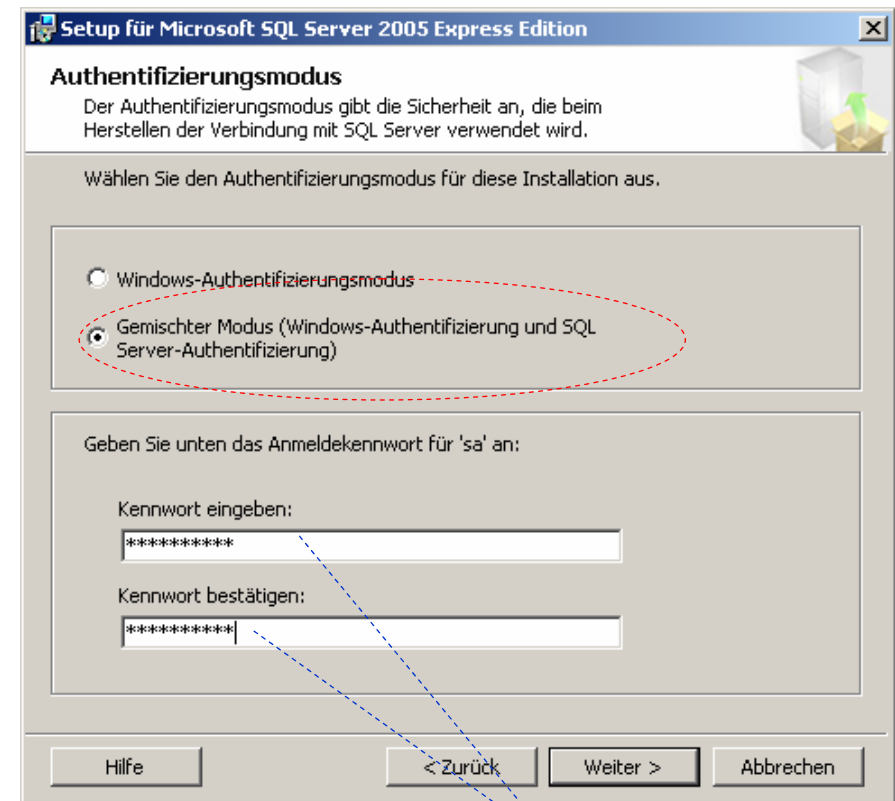 Setup für Microsoft SQL Server 2005 Express Edition
Authentifizierungsmodus
Der Authentifizierungsmodus gibt die Sicherheit an, die beim
Herstellen der Verbindung mit SQL Server verwendet wird.
Wählen Sie den Authentifizierungsmodus für diese Installation aus.
Windows-Authentifizierungsmodus
Gemischter Modus (Windows-Authentifizierung und SQL
Server-Authentifizierung)
Geben Sie unten das Anmeldekennwort für 'sa' an:
Kennwort eingeben:
**********
Kennwort bestätigen:
**********
Hilfe
< Zurück
Weiter >
Abbrechen